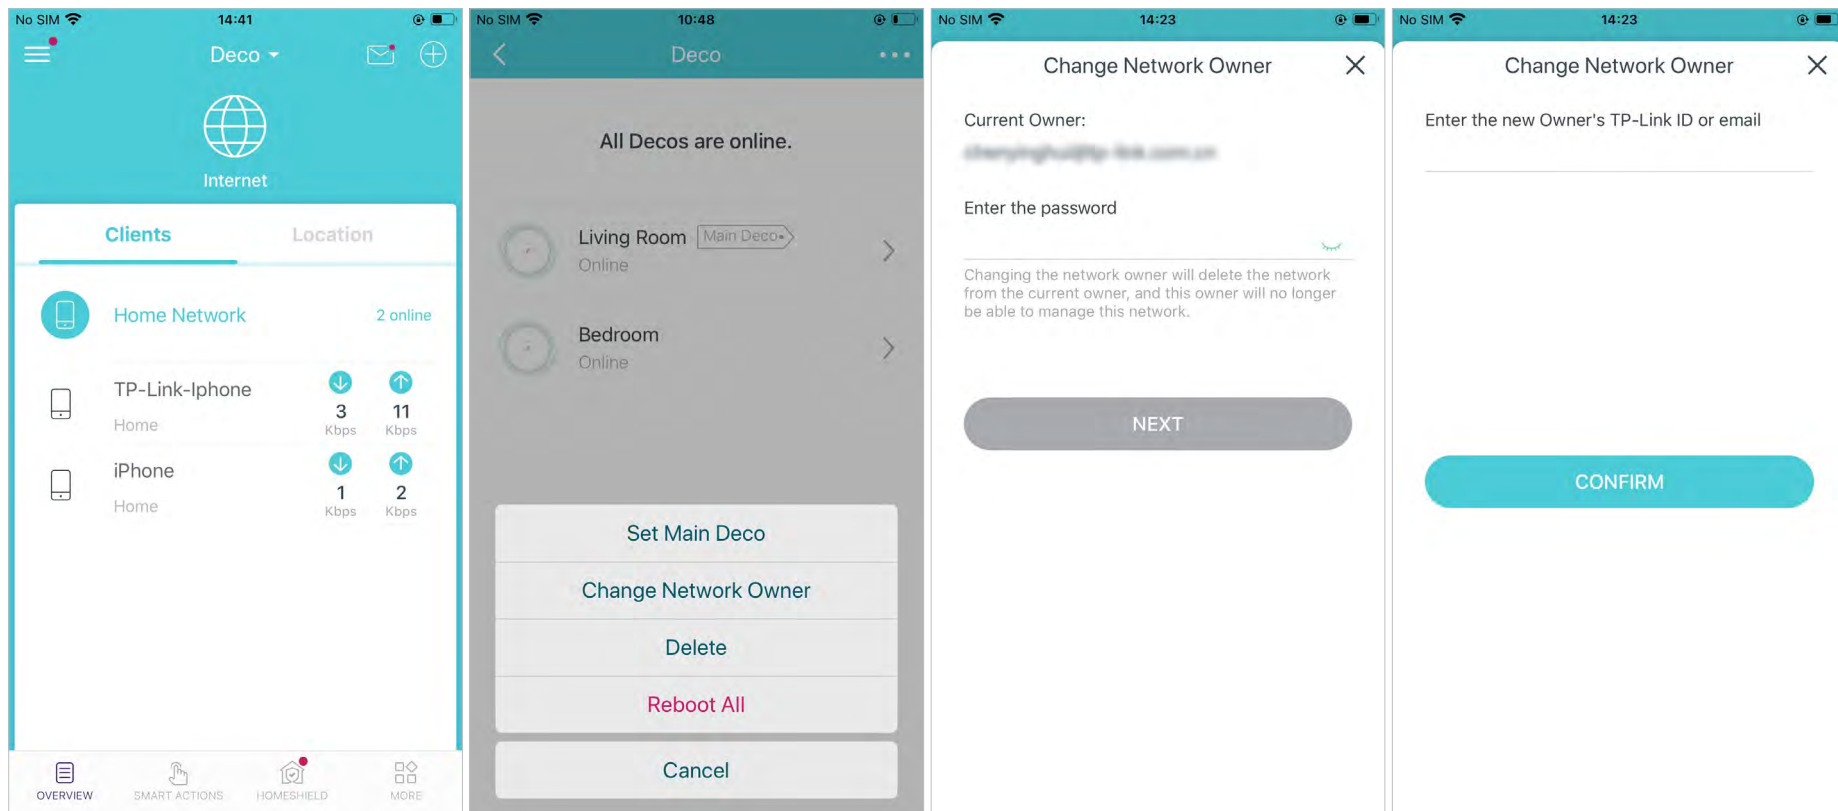 No SIM 14:41
Deco
Internet
Clients Location
Home Network 2 online
TP-Link-Iphone
Home
3 11
Kbps Kbps
iPhone
Home
1 2
Kbps Kbps
OVERVIEW SMART ACTIONS HOMESHIELD MORE
No SIM 10:48
Deco
All Decos are online.
Living Room Main Deco
Online
Bedroom
Online
Set Main Deco
Change Network Owner
Delete
Reboot All
Cancel
No SIM 14:23
Change Network Owner
Current Owner:
Enter the password
Changing the network owner will delete the network
from the current owner, and this owner will no longer
be able to manage this network.
NEXT
No SIM 14:23
Change Network Owner
Enter the new Owner's TP-Link ID or email
CONFIRM